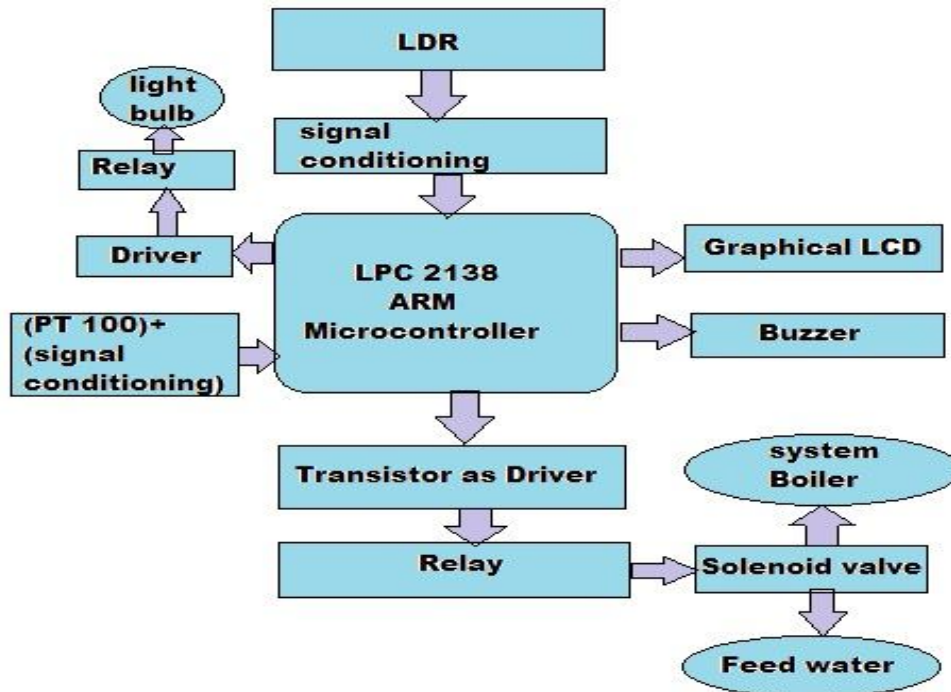 LDR
light
bulb
signal
conditioning
Relay
Driver
LPC 2138
ARM
Microcontroller
Graphical LCD
(PT 100)+
(signal
conditioning)
Buzzer
Transistor as Driver
system
Boiler
Relay
Solenoid valve
Feed water